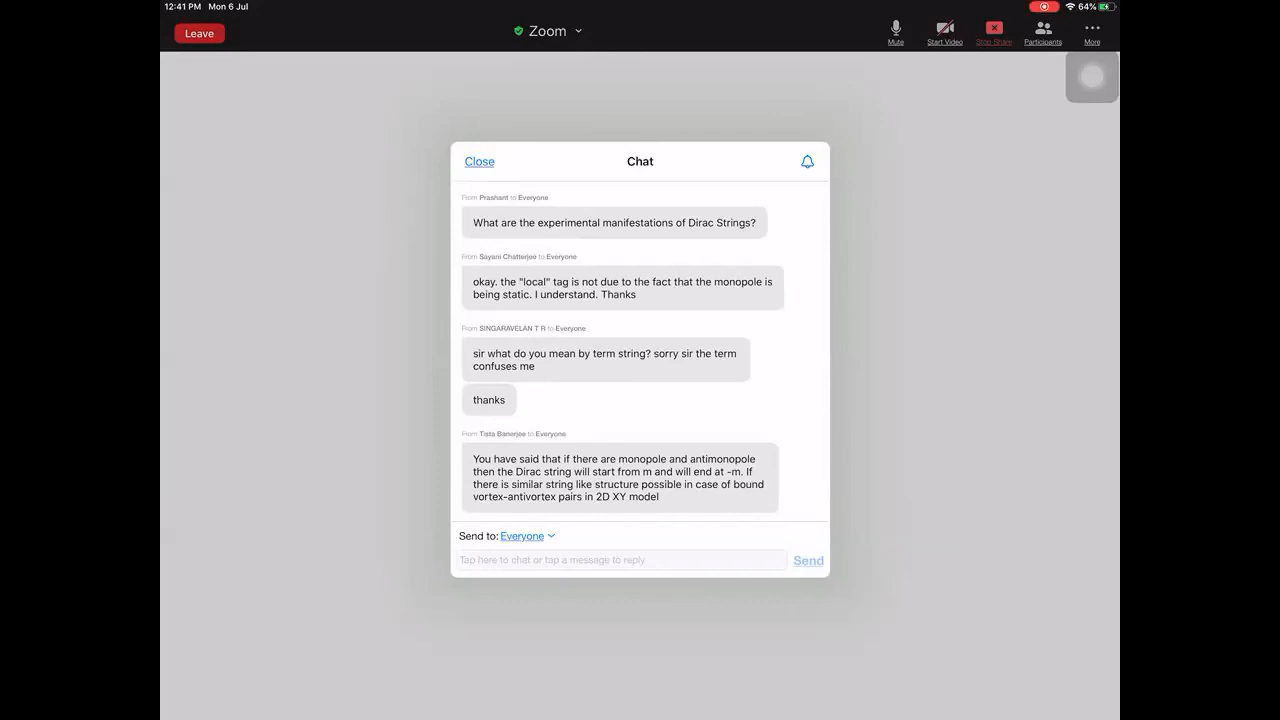 12:41 PM Mon 6 Jul
64%
Leave
Zoom
Mute
Start Video
Stop Share
Participants
More
Close
Chat
From Prashant to Everyone
What are the experimental manifestations of Dirac Strings?
From Sayani Chatterjee to Everyone
okay. the "local" tag is not due to the fact that the monopole is
being static. I understand. Thanks
From SINGARAVELAN T R to Everyone
sir what do you mean by term string? sorry sir the term
confuses me
thanks
From Tista Banerjee to Everyone
You have said that if there are monopole and antimonopole
then the Dirac string will start from m and will end at -m. If
there is similar string like structure possible in case of bound
vortex-antivortex pairs in 2D XY model
Send to: Everyone
Tap here to chat or tap a message to reply
Send